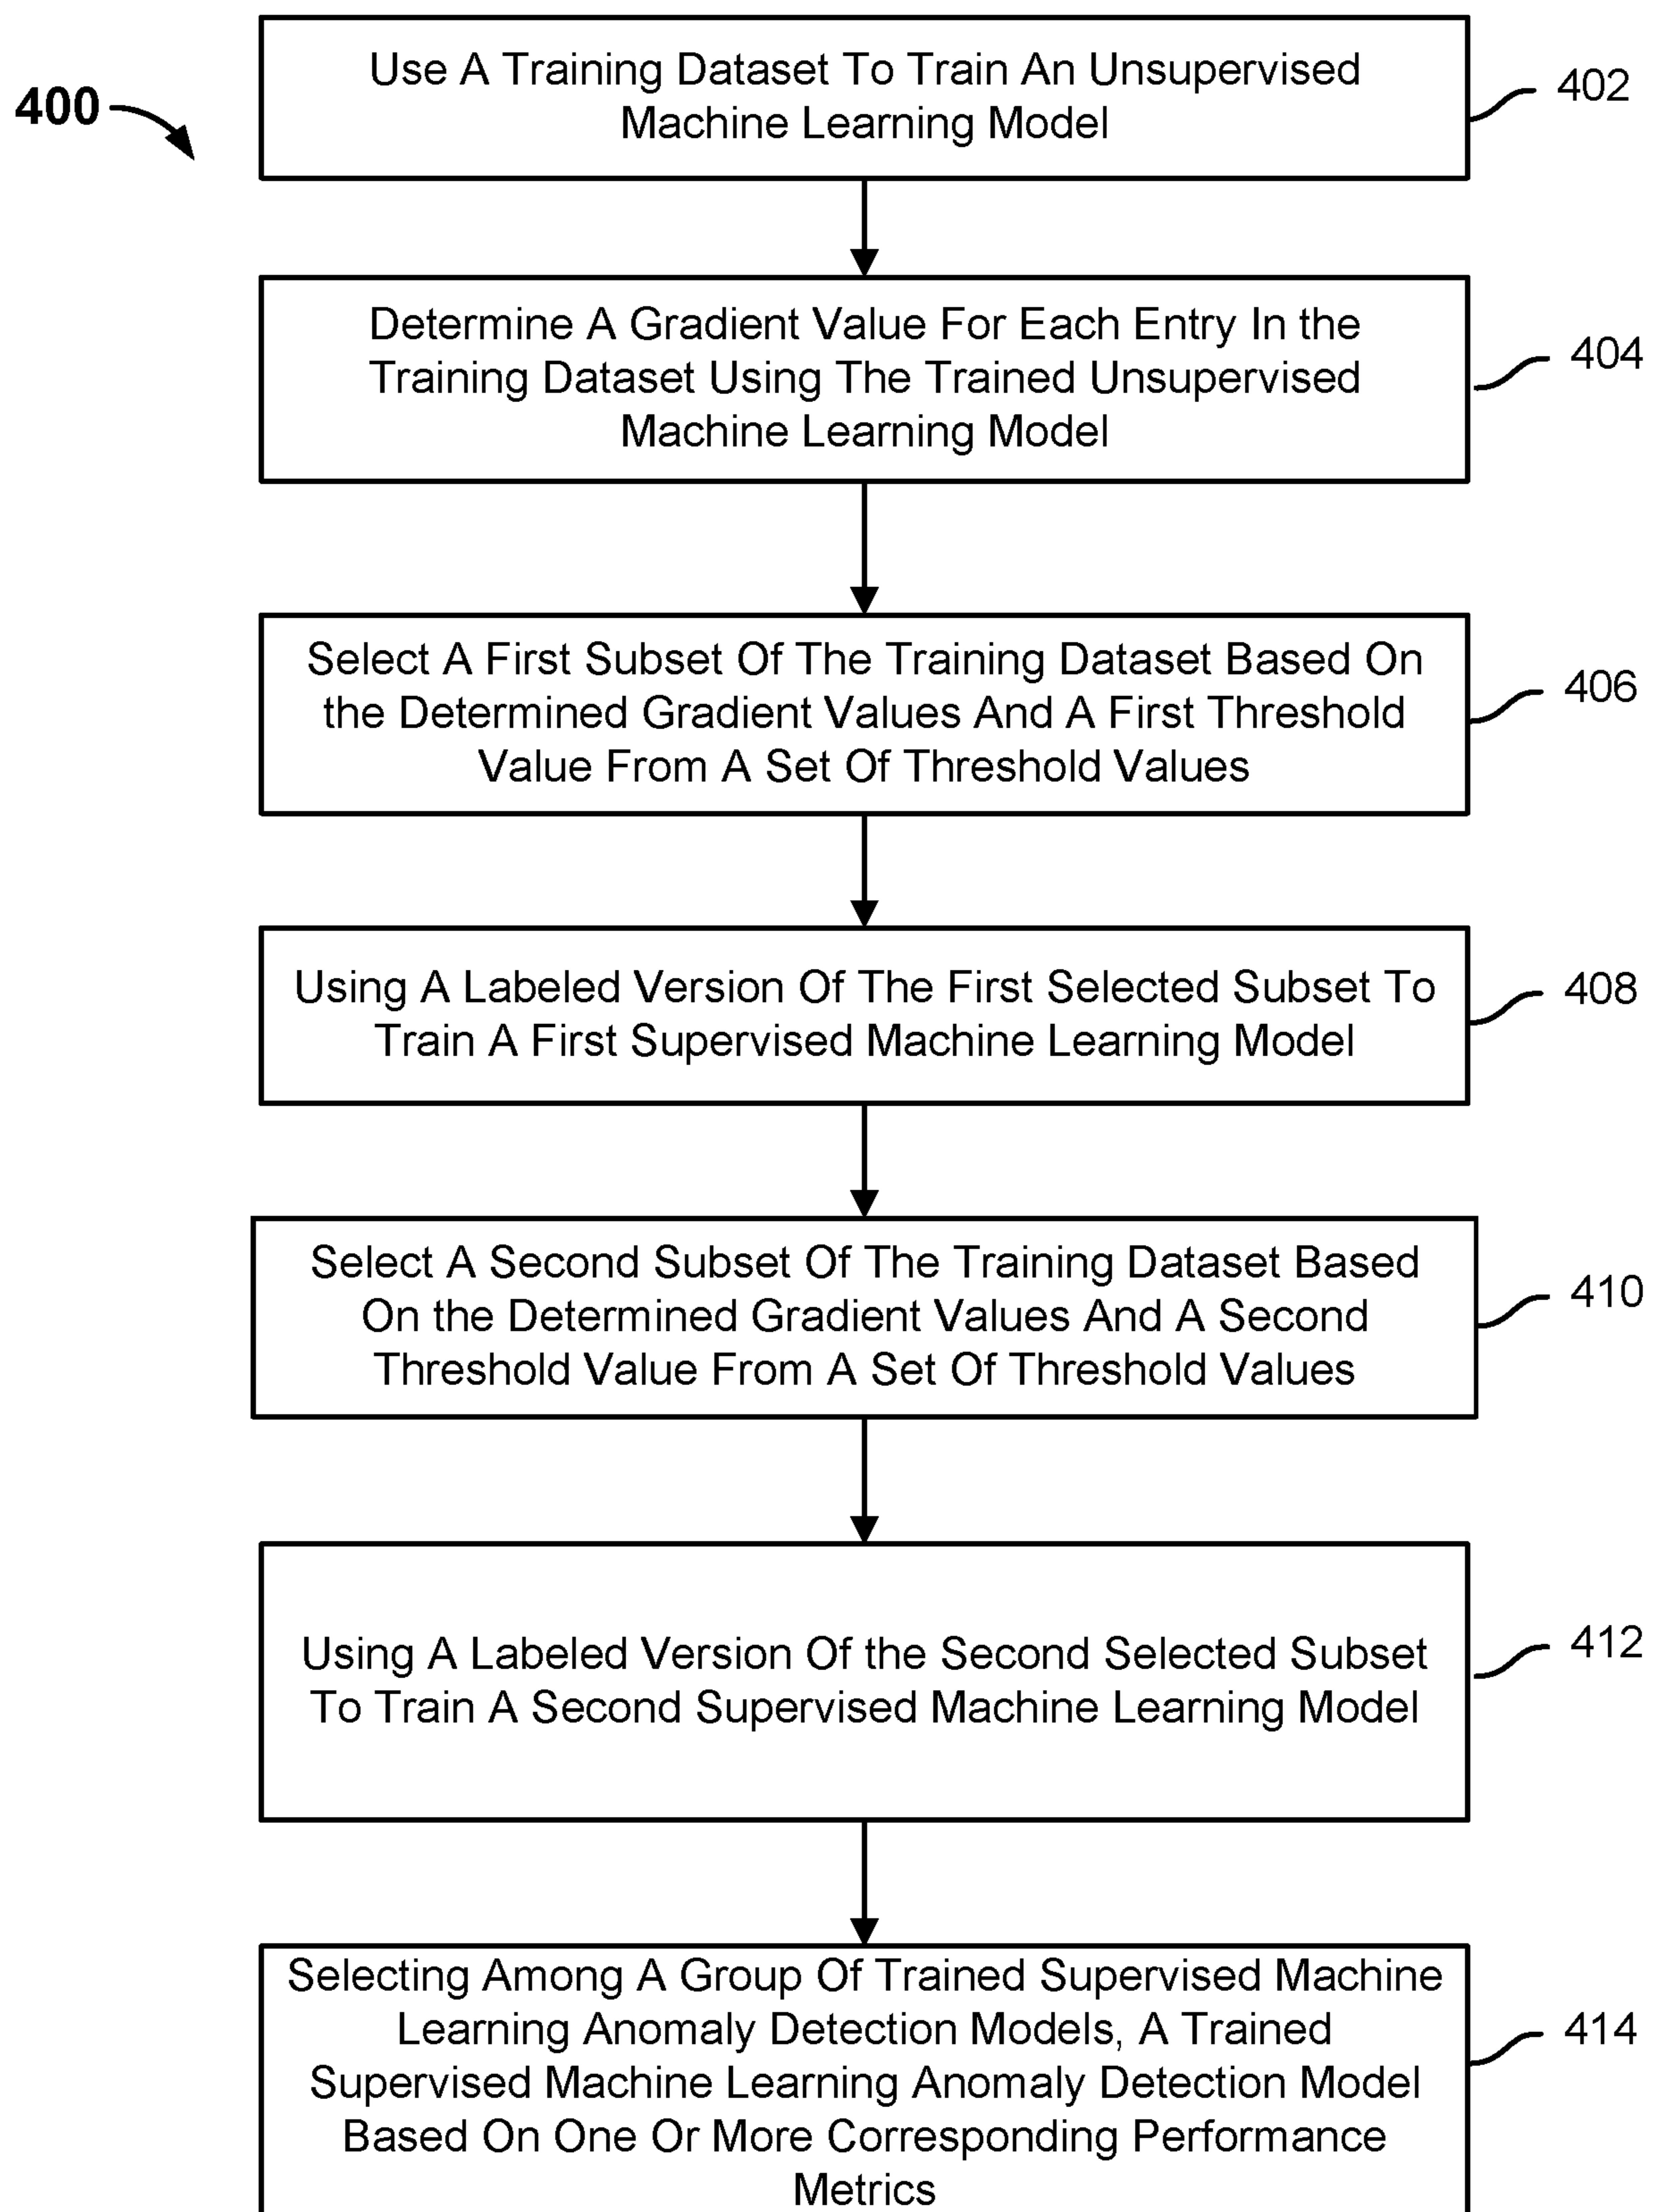 400
Use A Training Dataset To Train An Unsupervised
Machine Learning Model
402
Determine A Gradient Value For Each Entry In the
Training Dataset Using The Trained Unsupervised
Machine Learning Model
404
Select A First Subset Of The Training Dataset Based On
the Determined Gradient Values And A First Threshold
Value From A Set Of Threshold Values
406
Using A Labeled Version Of The First Selected Subset To
Train A First Supervised Machine Learning Model
408
Select A Second Subset Of The Training Dataset Based
On the Determined Gradient Values And A Second
Threshold Value From A Set Of Threshold Values
410
Using A Labeled Version Of the Second Selected Subset
To Train A Second Supervised Machine Learning Model
412
Selecting Among A Group Of Trained Supervised Machine
Learning Anomaly Detection Models, A Trained
Supervised Machine Learning Anomaly Detection Model
Based On One Or More Corresponding Performance
Metrics
414